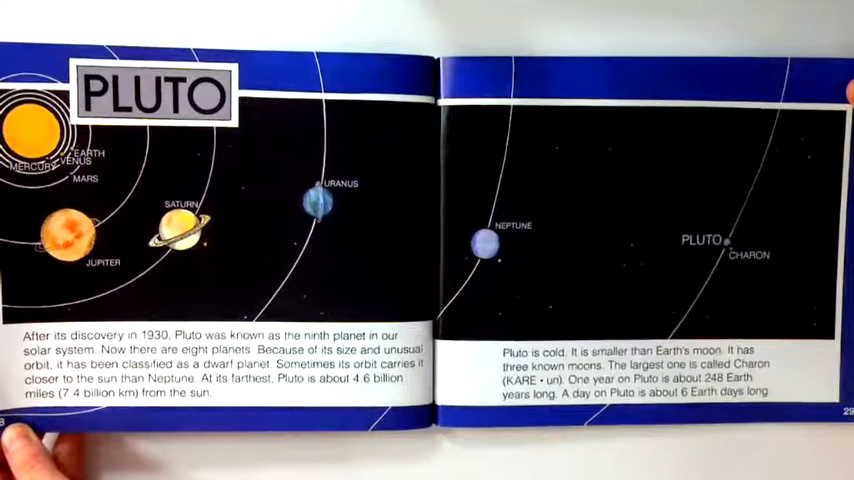 PLUTO
EARTH
VENUS
MERCURY
MARS
SATURN
JUPITER
URANUS
After its discovery in 1930, Pluto was known as the ninth planet in our
solar system. Now there are eight planets. Because of its size and unusual
orbit, it has been classified as a dwarf planet. Sometimes its orbit carries it
closer to the sun than Neptune. At its farthest, Pluto is about 4.6 billion
miles (7.4 billion km) from the sun.
NEPTUNE
PLUTO
CHARON
Pluto is cold. It is smaller than Earth's moon. It has
three known moons. The largest one is called Charon
(KARE • un). One year on Pluto is about 248 Earth
years long. A day on Pluto is about 6 Earth days long.
29